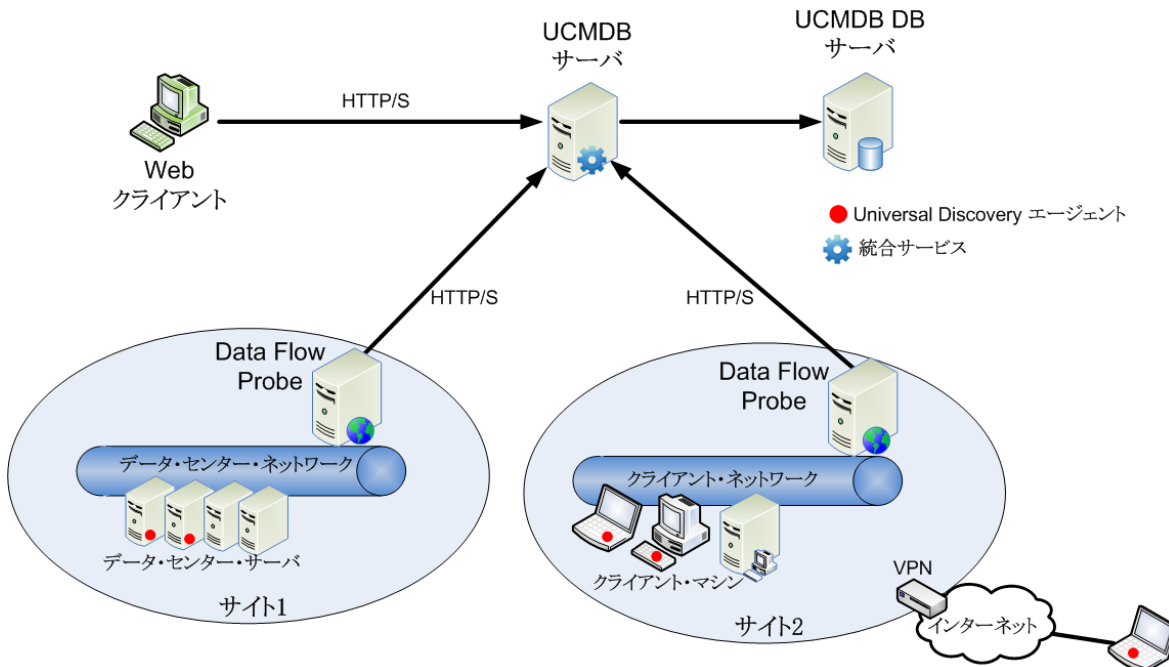 UCMDB
サーバ
UCMDB DB
サーバ
HTTP/S
Web
クライアント
Universal Discovery エージェント
統合サービス
HTTP/S
HTTP/S
Data Flow
Probe
データ・センター・ネットワーク
データ・センター・サーバ
サイト1
Data Flow
Probe
クライアント・ネットワーク
クライアント・マシン
サイト2
VPN
インターネット